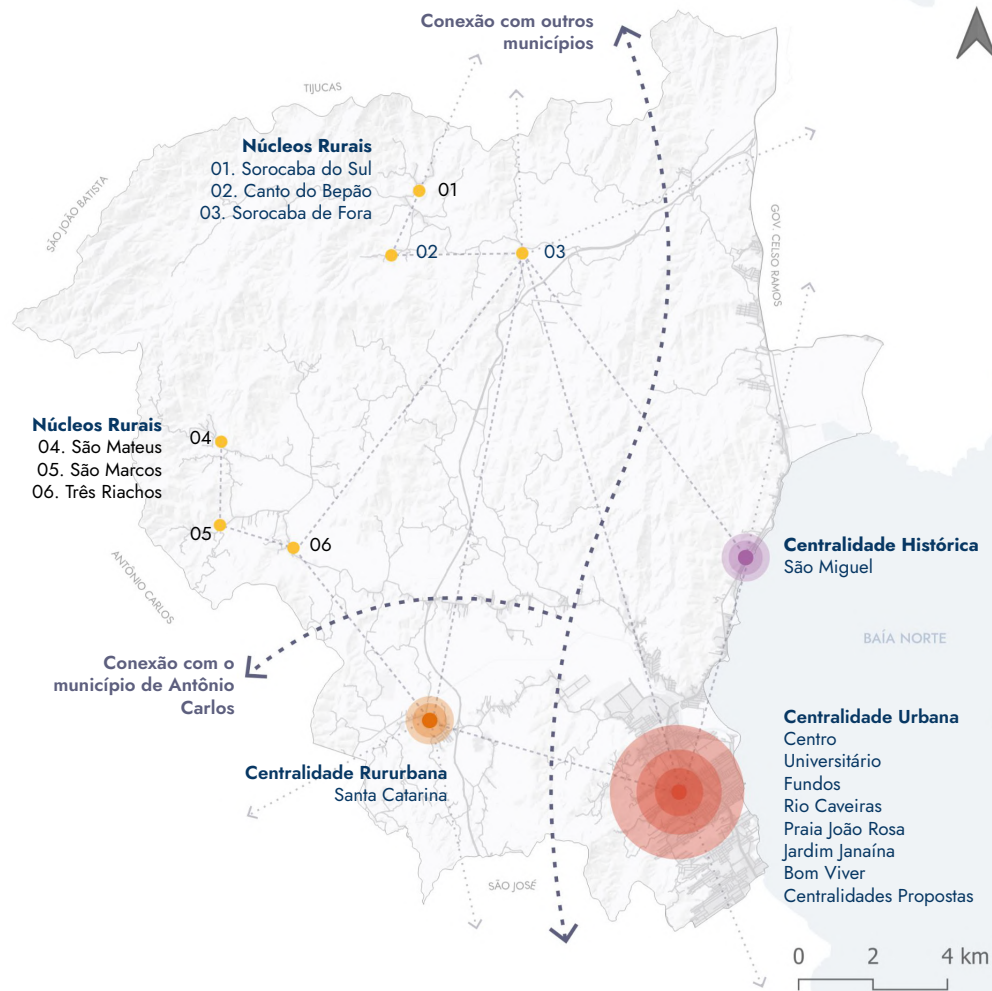 Conexão com outros
municípios
TIJUCAS
Núcleos Rurais
01. Sorocaba do Sul
02. Canto do Bepão
03. Sorocaba de Fora
01
02
03
SÃO JOÃO BATISTA
GOV. CELSO RAMOS
Núcleos Rurais
04. São Mateus
05. São Marcos
06. Três Riachos
04
05
06
ANTÔNIO CARLOS
Centralidade Histórica
São Miguel
BAÍA NORTE
Conexão com o
município de Antônio
Carlos
Centralidade Rururbana
Santa Catarina
Centralidade Urbana
Centro
Universitário
Fundos
Rio Caveiras
Praia João Rosa
Jardim Janaína
Bom Viver
Centralidades Propostas
SÃO JOSÉ
0 2 4 km